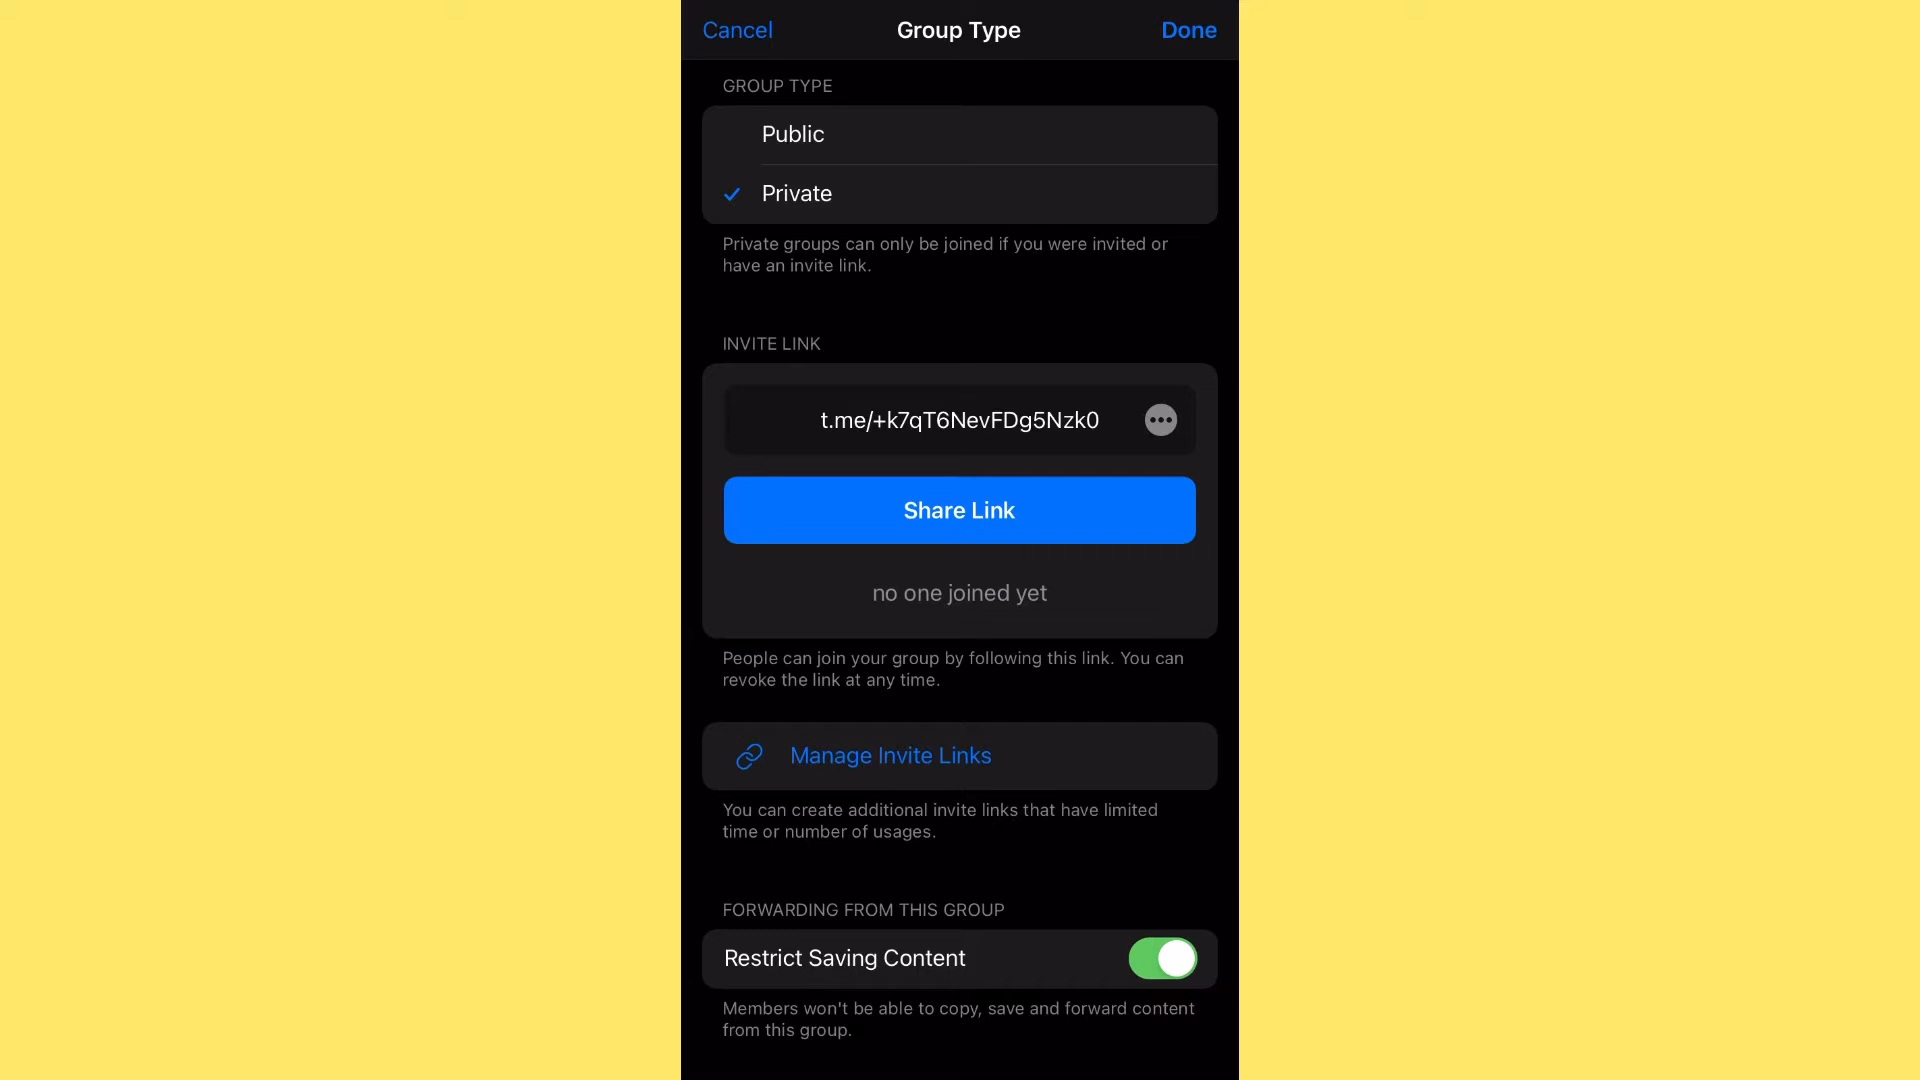 Cancel
Group Type
Done
GROUP TYPE
Public
Private
Private groups can only be joined if you were invited or
have an invite link.
INVITE LINK
t.me/+k7qT6NevFDg5Nzk0
Share Link
no one joined yet
People can join your group by following this link. You can
revoke the link at any time.
Manage Invite Links
You can create additional invite links that have limited
time or number of usages.
FORWARDING FROM THIS GROUP
Restrict Saving Content
Members won't be able to copy, save and forward content
from this group.